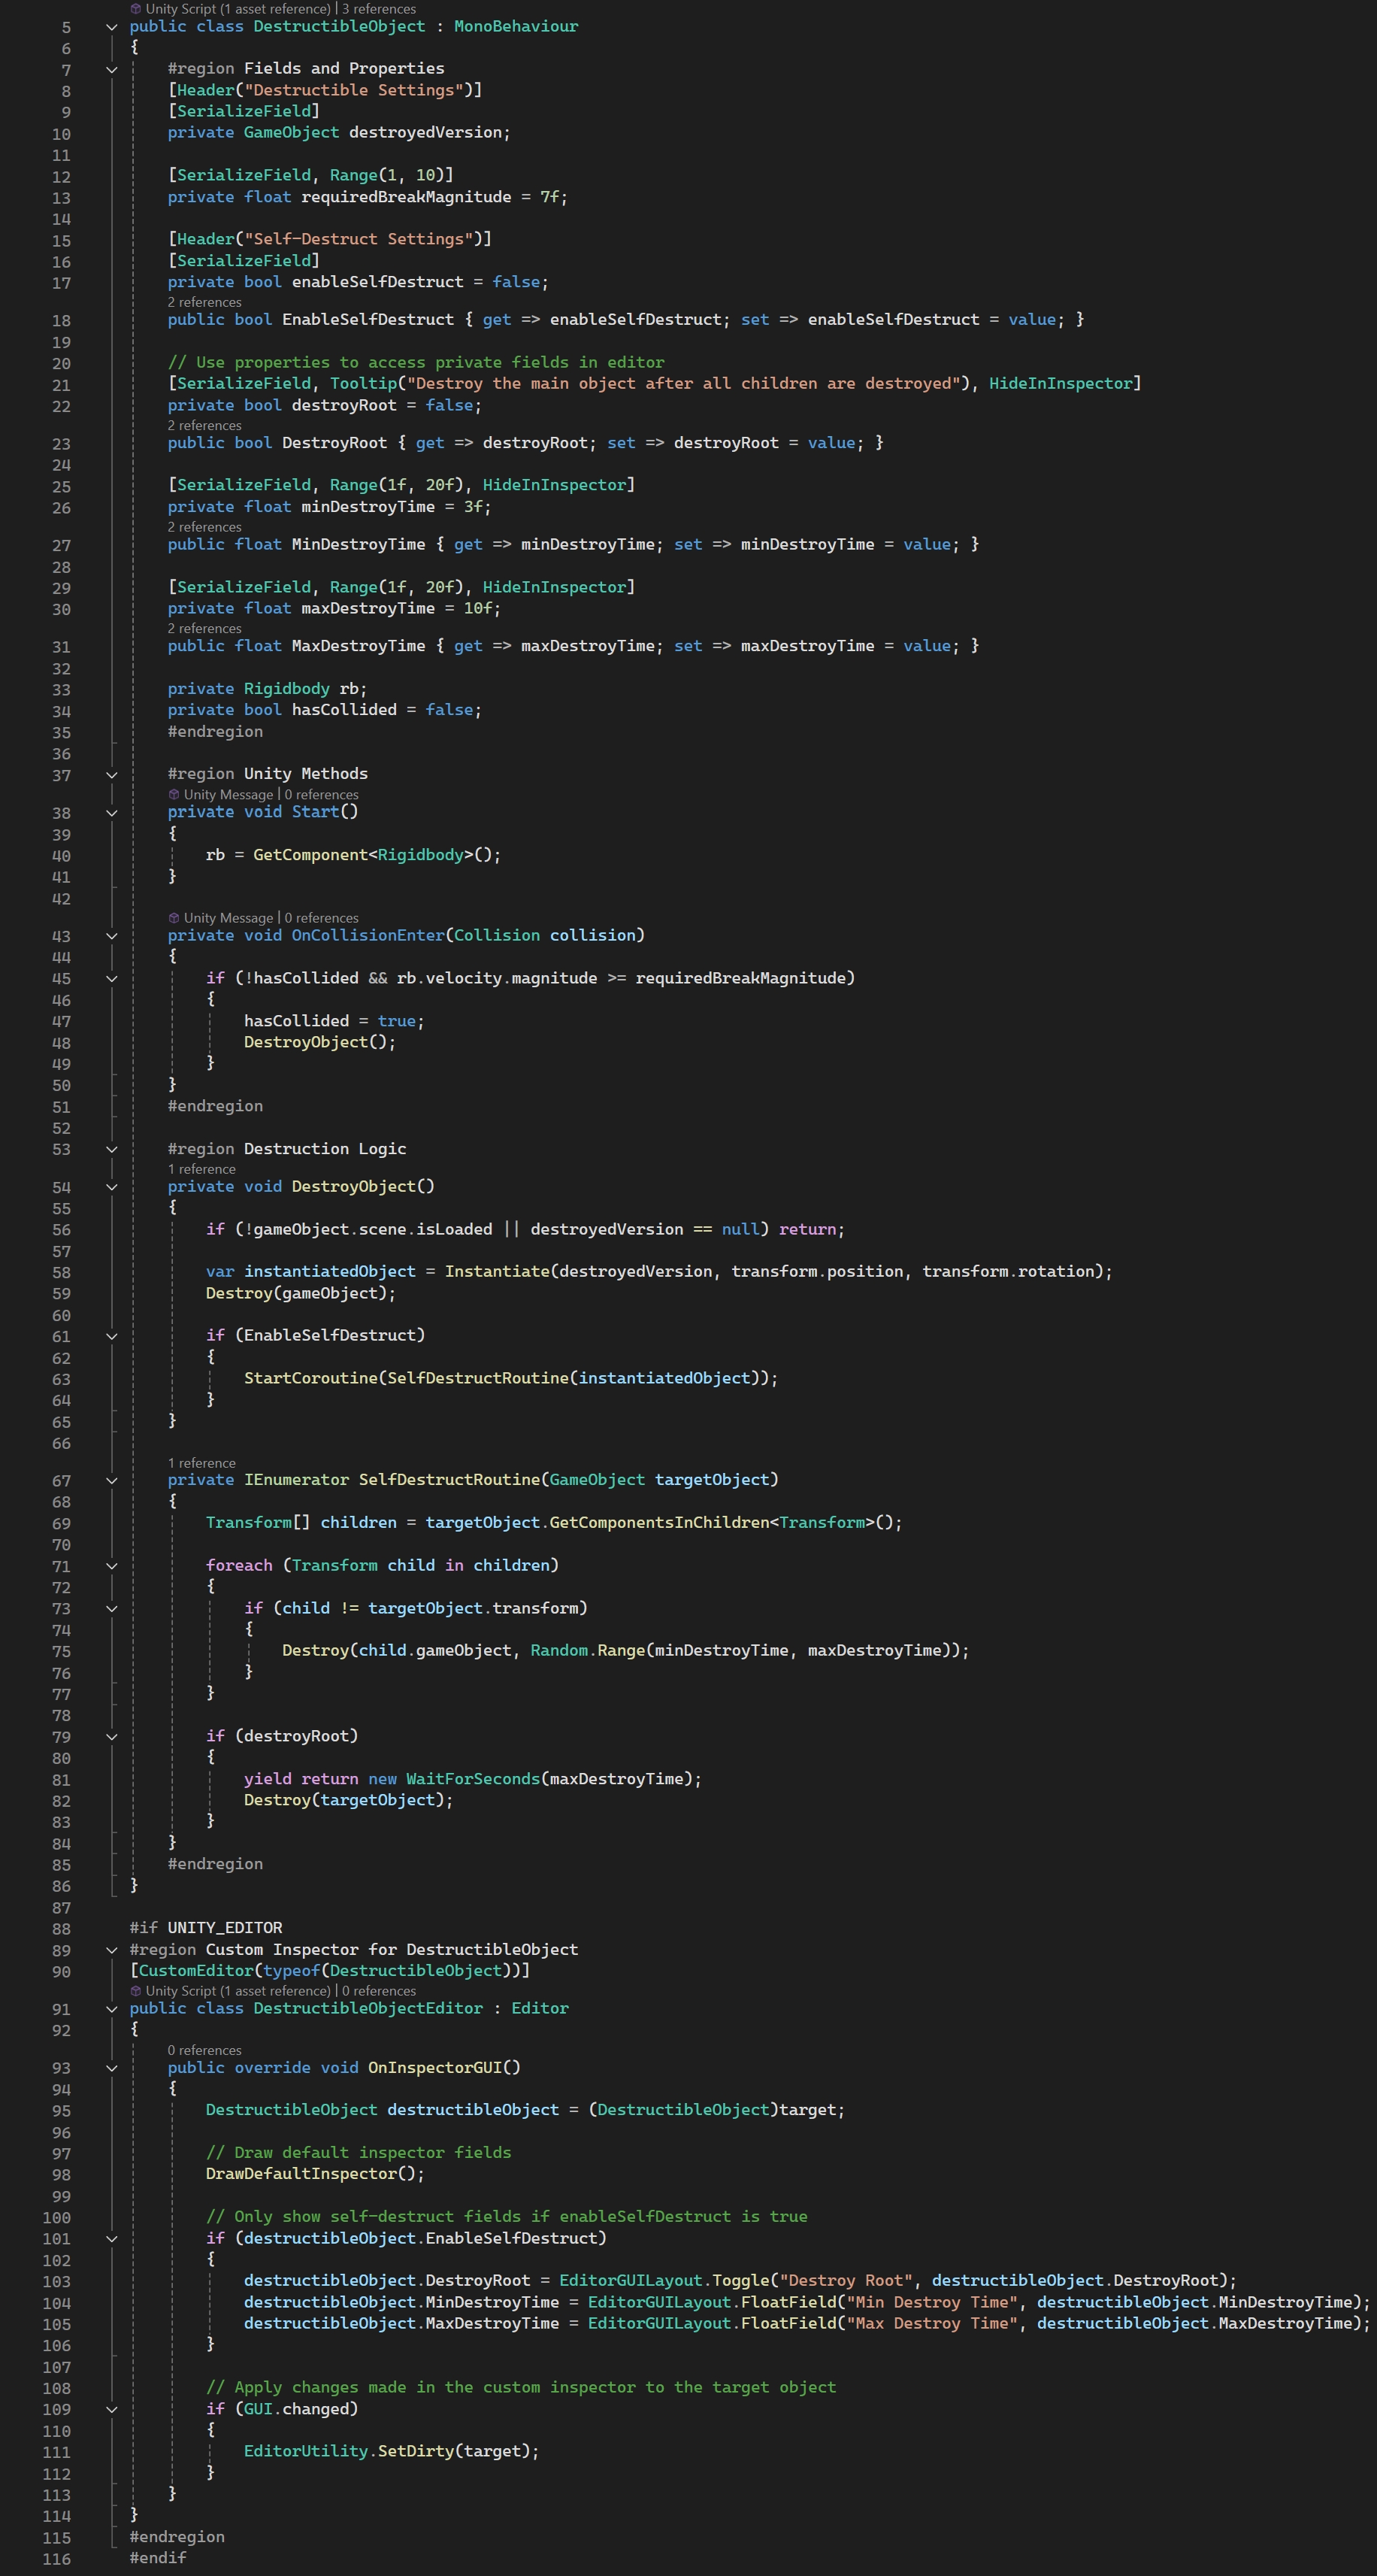 Unity Script (1 asset reference) | 3 references
5 public class DestructibleObject : MonoBehaviour
6 {
7 #region Fields and Properties
8 [Header("Destructible Settings")]
9 [SerializeField]
10 private GameObject destroyedVersion;
11
12 [SerializeField, Range(1, 10)]
13 private float requiredBreakMagnitude = 7f;
14
15 [Header("Self-Destruct Settings")]
16 [SerializeField]
17 private bool enableSelfDestruct = false;
2 references
18 public bool EnableSelfDestruct { get => enableSelfDestruct; set => enableSelfDestruct = value; }
19
20 // Use properties to access private fields in editor
21 [SerializeField, Tooltip("Destroy the main object after all children are destroyed"), HideInInspector]
22 private bool destroyRoot = false;
2 references
23 public bool DestroyRoot { get => destroyRoot; set => destroyRoot = value; }
24
25 [SerializeField, Range(1f, 20f), HideInInspector]
26 private float minDestroyTime = 3f;
2 references
27 public float MinDestroyTime { get => minDestroyTime; set => minDestroyTime = value; }
28
29 [SerializeField, Range(1f, 20f), HideInInspector]
30 private float maxDestroyTime = 10f;
2 references
31 public float MaxDestroyTime { get => maxDestroyTime; set => maxDestroyTime = value; }
32
33 private Rigidbody rb;
34 private bool hasCollided = false;
35 #endregion
36
37 #region Unity Methods
Unity Message | 0 references
38 private void Start()
39 {
40 rb = GetComponent<Rigidbody>();
41 }
42
Unity Message | 0 references
43 private void OnCollisionEnter(Collision collision)
44 {
45 if (!hasCollided && rb.velocity.magnitude >= requiredBreakMagnitude)
46 {
47 hasCollided = true;
48 DestroyObject();
49 }
50 }
51 #endregion
52
53 #region Destruction Logic
1 reference
54 private void DestroyObject()
55 {
56 if (!gameObject.scene.isLoaded || destroyedVersion == null) return;
57
58 var instantiatedObject = Instantiate(destroyedVersion, transform.position, transform.rotation);
59 Destroy(gameObject);
60
61 if (EnableSelfDestruct)
62 {
63 StartCoroutine(SelfDestructRoutine(instantiatedObject));
64 }
65 }
66
1 reference
67 private IEnumerator SelfDestructRoutine(GameObject targetObject)
68 {
69 Transform[] children = targetObject.GetComponentsInChildren<Transform>();
70
71 foreach (Transform child in children)
72 {
73 if (child != targetObject.transform)
74 {
75 Destroy(child.gameObject, Random.Range(minDestroyTime, maxDestroyTime));
76 }
77 }
78
79 if (destroyRoot)
80 {
81 yield return new WaitForSeconds(maxDestroyTime);
82 Destroy(targetObject);
83 }
84 }
85 #endregion
86 }
87
88 #if UNITY_EDITOR
89 #region Custom Inspector for DestructibleObject
90 [CustomEditor(typeof(DestructibleObject))]
Unity Script (1 asset reference) | 0 references
91 public class DestructibleObjectEditor : Editor
92 {
0 references
93 public override void OnInspectorGUI()
94 {
95 DestructibleObject destructibleObject = (DestructibleObject)target;
96
97 // Draw default inspector fields
98 DrawDefaultInspector();
99
100 // Only show self-destruct fields if enableSelfDestruct is true
101 if (destructibleObject.EnableSelfDestruct)
102 {
103 destructibleObject.DestroyRoot = EditorGUILayout.Toggle("Destroy Root", destructibleObject.DestroyRoot);
104 destructibleObject.MinDestroyTime = EditorGUILayout.FloatField("Min Destroy Time", destructibleObject.MinDestroyTime);
105 destructibleObject.MaxDestroyTime = EditorGUILayout.FloatField("Max Destroy Time", destructibleObject.MaxDestroyTime);
106 }
107
108 // Apply changes made in the custom inspector to the target object
109 if (GUI.changed)
110 {
111 EditorUtility.SetDirty(target);
112 }
113 }
114 }
115 #endregion
116 #endif